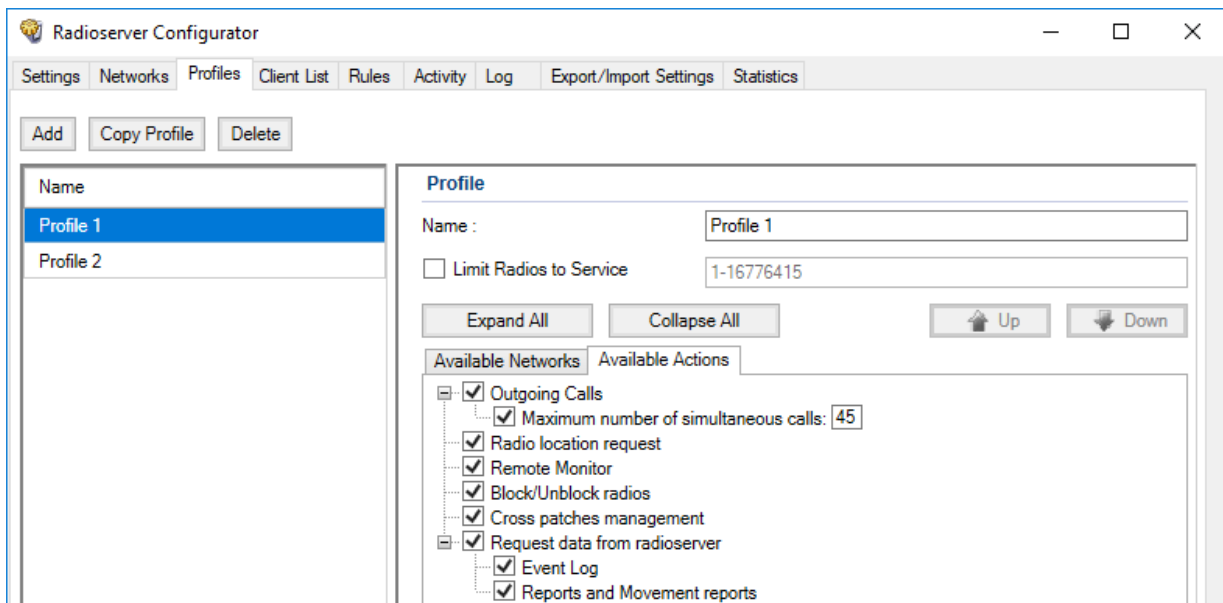 Radioserver Configurator
Settings Networks Profiles Client List Rules Activity Log Export/Import Settings Statistics
Add Copy Profile Delete
Name
Profile 1
Profile 2
Profile
Name : Profile 1
Limit Radios to Service 1-16776415
Expand All Collapse All Up Down
Available Networks Available Actions
Outgoing Calls
Maximum number of simultaneous calls: 45
Radio location request
Remote Monitor
Block/Unblock radios
Cross patches management
Request data from radioserver
Event Log
Reports and Movement reports